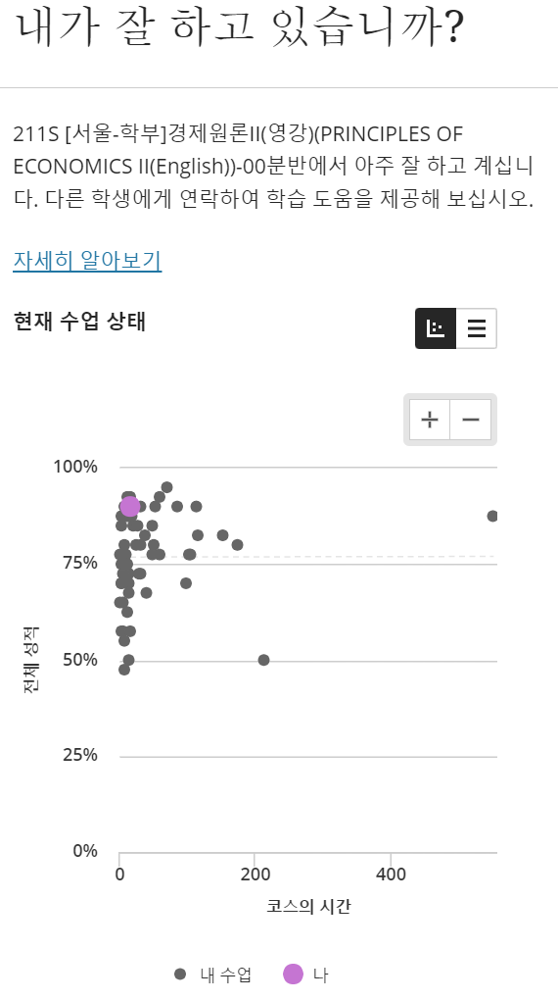 내가 잘 하고 있습니까?
211S [서울-학부]경제원론II(영강)(PRINCIPLES OF
ECONOMICS II(English))-00분반에서 아주 잘 하고 계십니
다. 다른 학생에게 연락하여 학습 도움을 제공해 보십시오.
자세히 알아보기
현재 수업 상태
100%
75%
50%
25%
0%
전체 성적
0 200 400
코스의 시간
내 수업 나